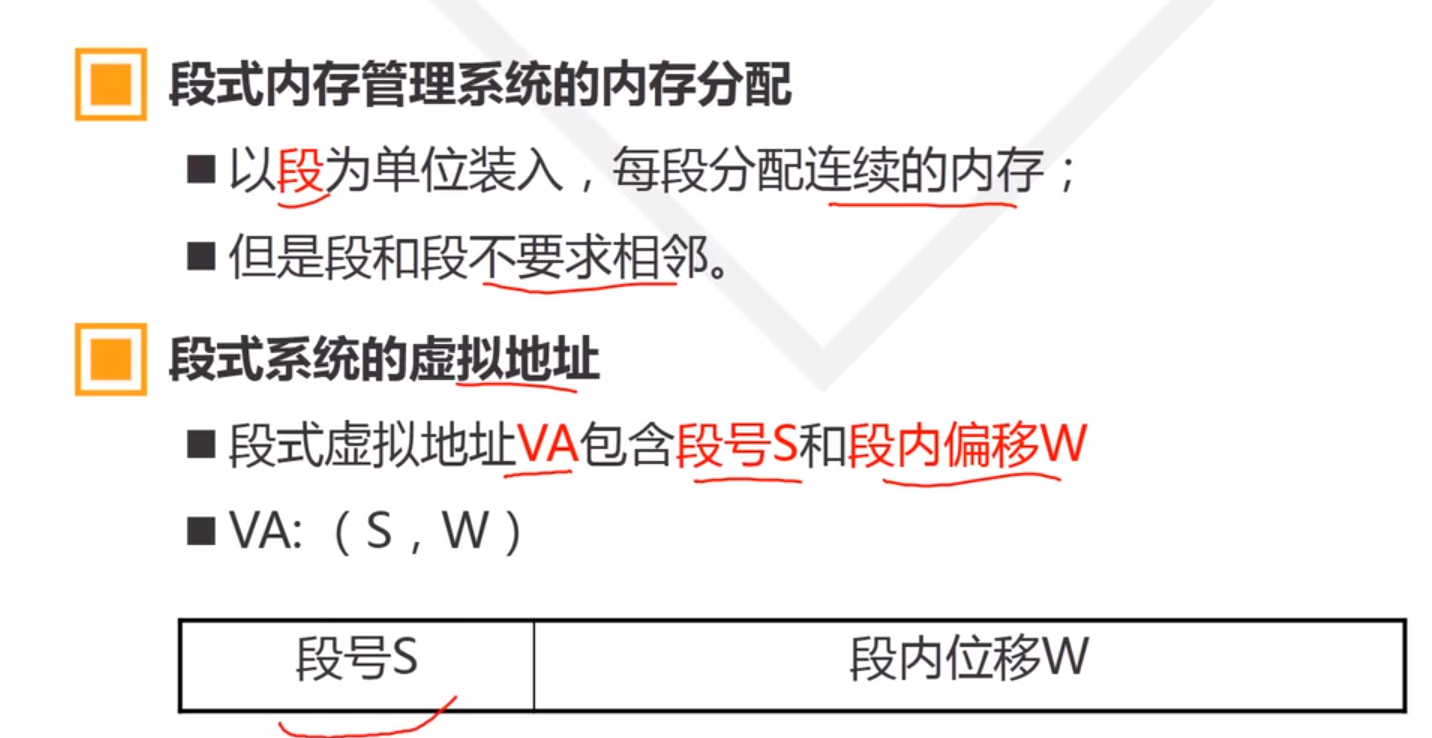 段式内存管理系统的内存分配
以段为单位装入，每段分配连续的内存；
但是段和段不要求相邻。
段式系统的虚拟地址
段式虚拟地址VA包含段号S和段内偏移W
VA:（S，W）
段号S 段内位移W